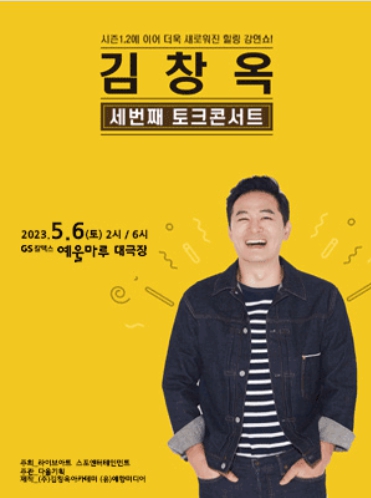 시즌1,2에 이어 더욱 새로워진 힐링 강연쇼!
김창옥
세번째 토크콘서트
2023.5.6(토) 2시 / 6시
GS칼텍스 예울마루 대극장
주최_라이브아트 스포엔터테인먼트
주관_다올기획
제작_(주)김창옥아카데미 (유)예향미디어